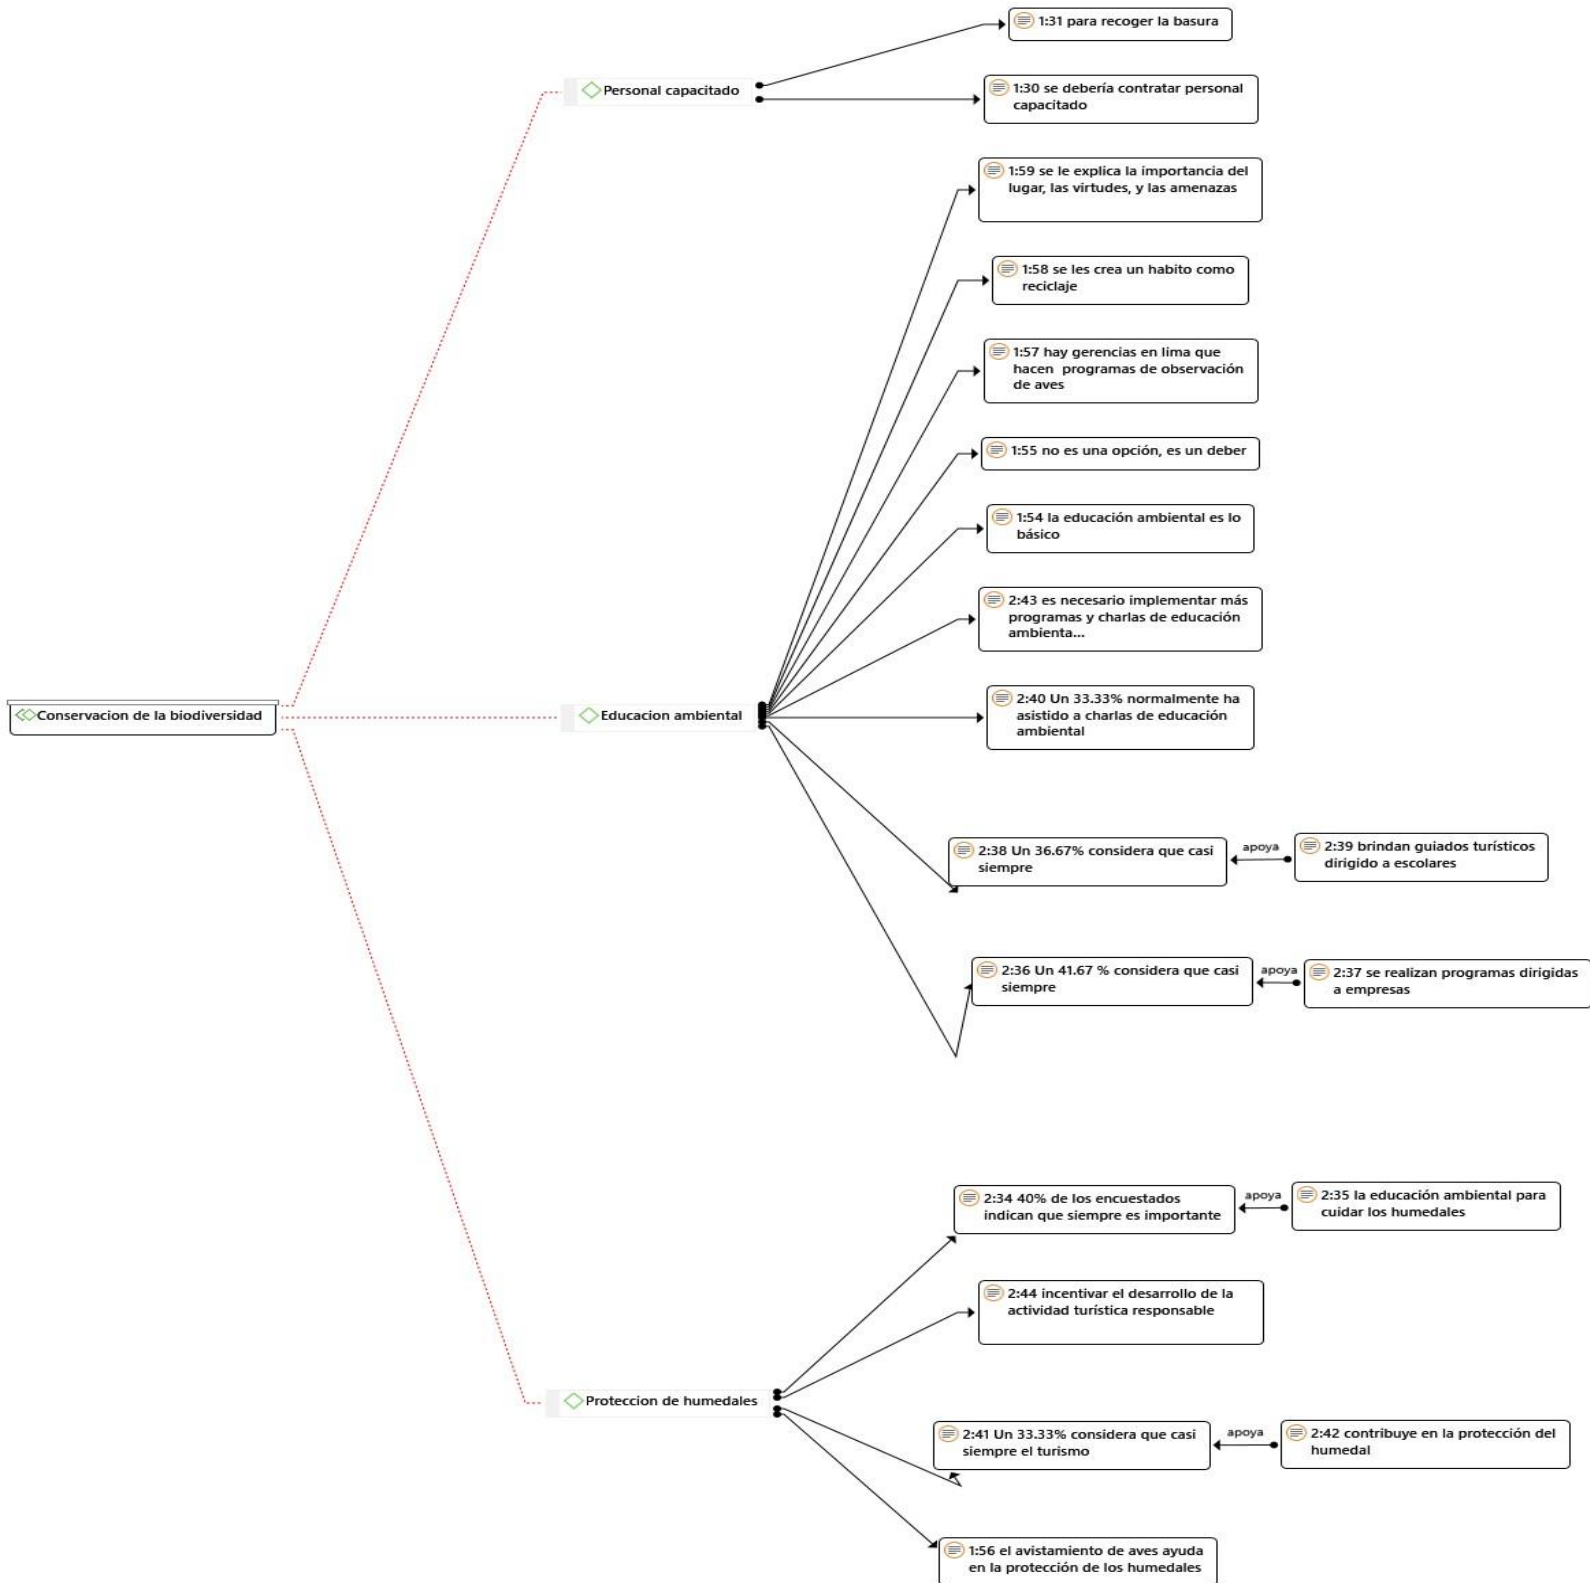 1:31 para recoger la basura
Personal capacitado
1:30 se debería contratar personal
capacitado
1:59 se le explica la importancia del
lugar, las virtudes, y las amenazas
1:58 se les crea un habito como
reciclaje
1:57 hay gerencias en lima que
hacen programas de observación
de aves
1:55 no es una opción, es un deber
1:54 la educación ambiental es lo
básico
2:43 es necesario implementar más
programas y charlas de educación
ambienta...
Conservacion de la biodiversidad
Educacion ambiental
2:40 Un 33.33% normalmente ha
asistido a charlas de educación
ambiental
2:38 Un 36.67% considera que casi
siempre
apoya
2:39 brindan guiados turísticos
dirigido a escolares
2:36 Un 41.67 % considera que casi
siempre
apoya
2:37 se realizan programas dirigidas
a empresas
2:34 40% de los encuestados
indican que siempre es importante
apoya
2:35 la educación ambiental para
cuidar los humedales
2:44 incentivar el desarrollo de la
actividad turística responsable
Proteccion de humedales
2:41 Un 33.33% considera que casi
siempre el turismo
apoya
2:42 contribuye en la protección del
humedal
1:56 el avistamiento de aves ayuda
en la protección de los humedales